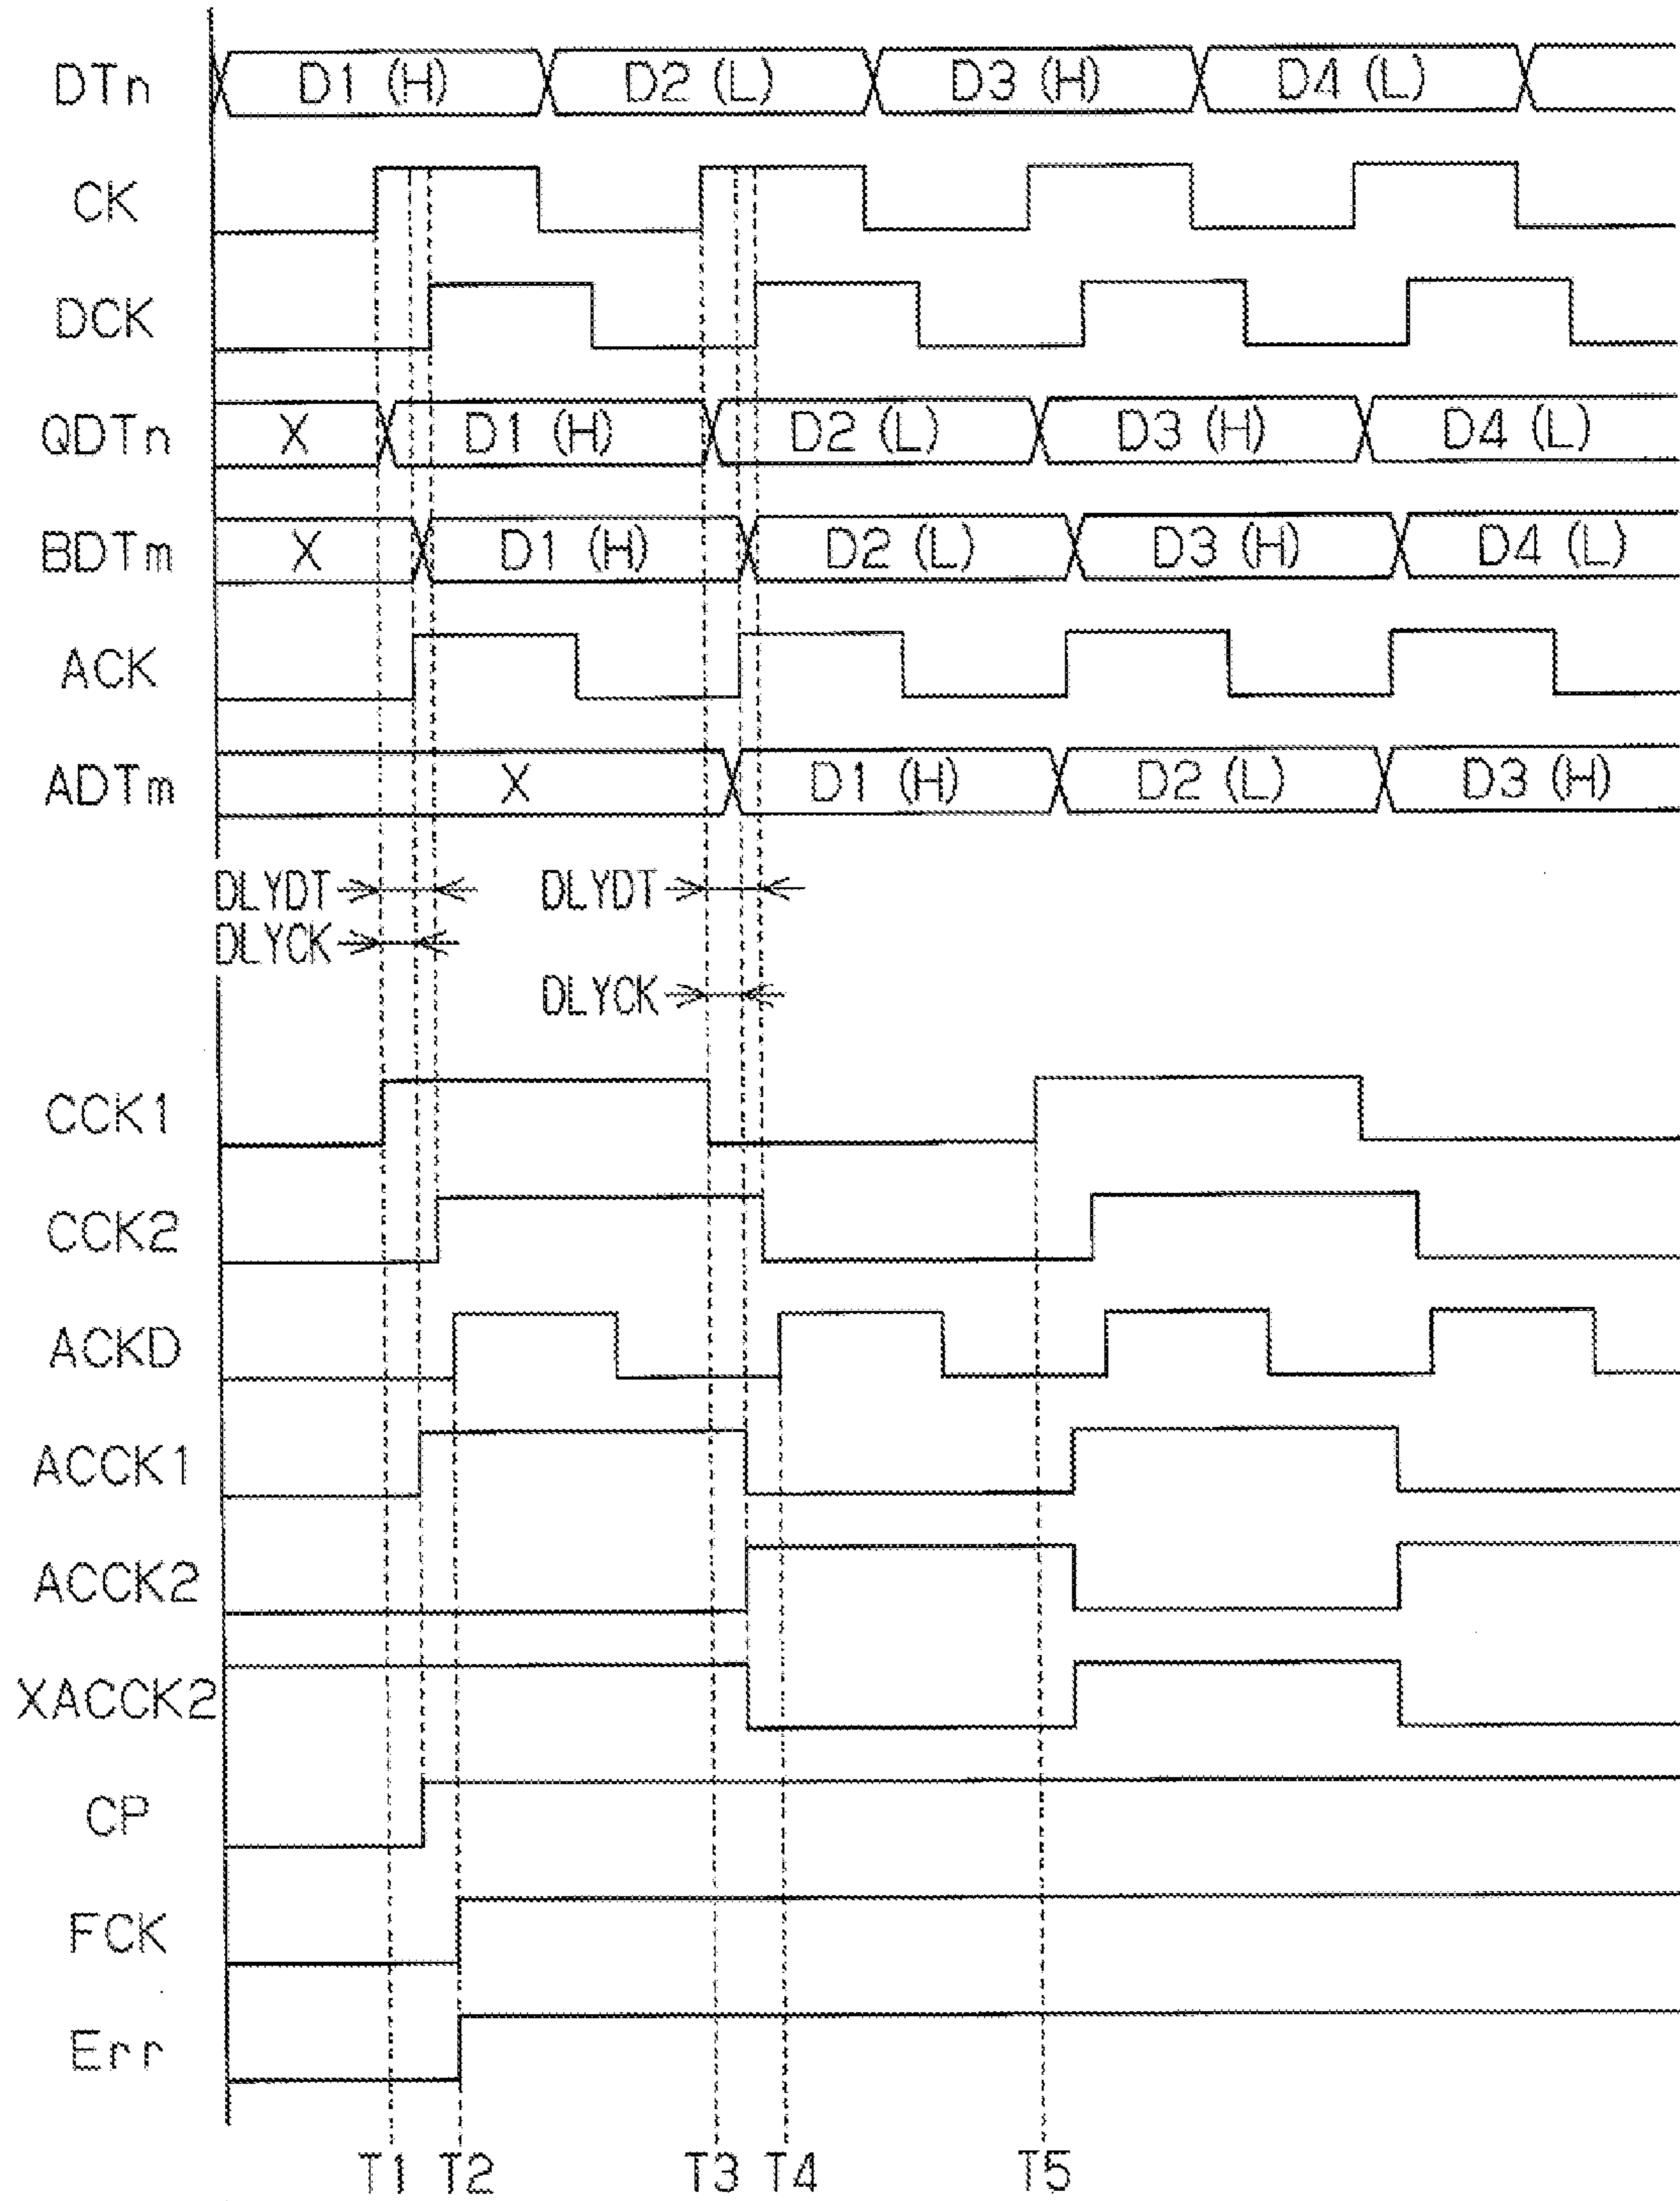 DTn D1 (H) D2 (L) D3 (H) D4 (L)
CK
DCK
QDTn X D1 (H) D2 (L) D3 (H) D4 (L)
BDTm X D1 (H) D2 (L) D3 (H) D4 (L)
ACK
ADTm X D1 (H) D2 (L) D3 (H)
DLYDT DLYDT
DLYCK
DLYCK
CCK1
CCK2
ACKD
ACCK1
ACCK2
XACCK2
CP
FCK
Err
T1 T2 T3 T4 T5